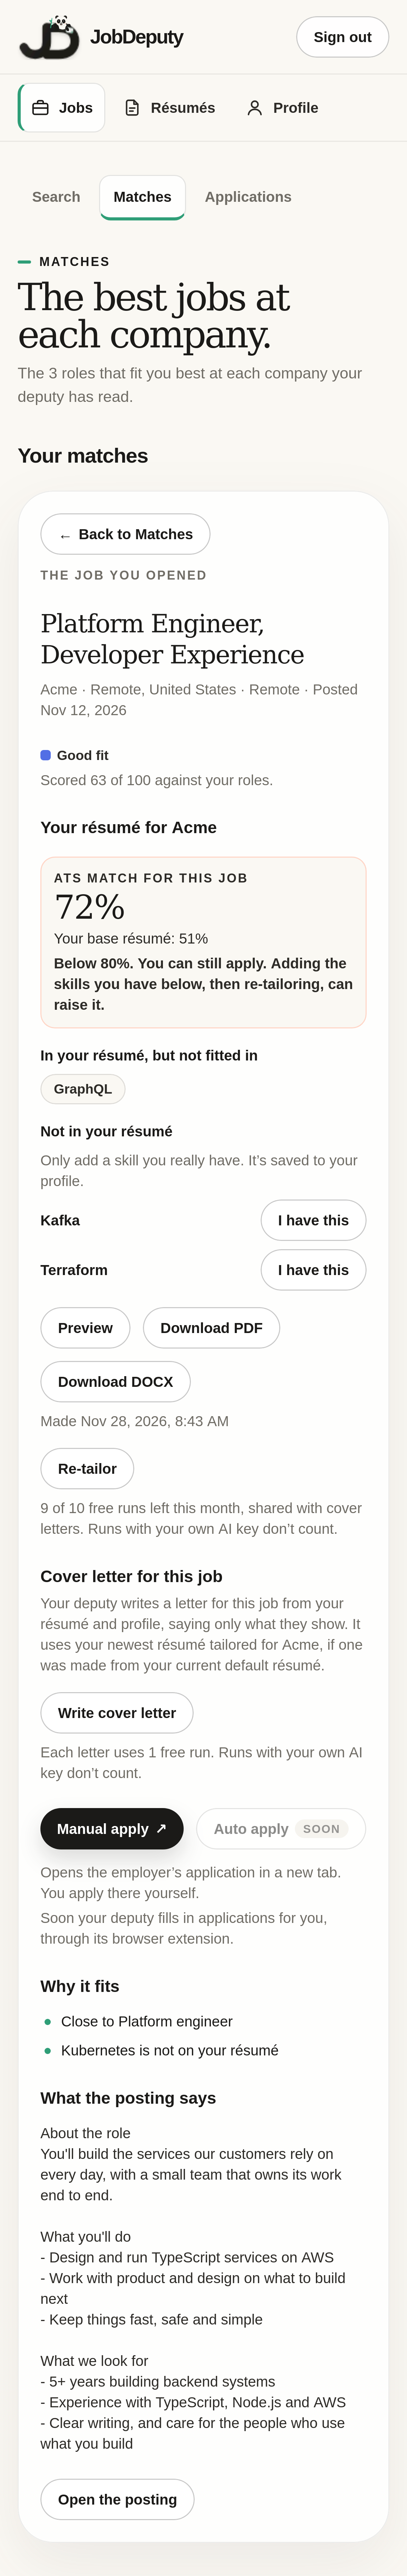 JobDeputy
Sign out
Jobs
Résumés
Profile
Search
Matches
Applications
MATCHES
The best jobs at
each company.
The 3 roles that fit you best at each company your
deputy has read.
Your matches
← Back to Matches
THE JOB YOU OPENED
Platform Engineer,
Developer Experience
Acme · Remote, United States · Remote · Posted
Nov 12, 2026
Good fit
Scored 63 of 100 against your roles.
Your résumé for Acme
ATS MATCH FOR THIS JOB
72%
Your base résumé: 51%
Below 80%. You can still apply. Adding the
skills you have below, then re-tailoring, can
raise it.
In your résumé, but not fitted in
GraphQL
Not in your résumé
Only add a skill you really have. It’s saved to your
profile.
Kafka
I have this
Terraform
I have this
Preview
Download PDF
Download DOCX
Made Nov 28, 2026, 8:43 AM
Re-tailor
9 of 10 free runs left this month, shared with cover
letters. Runs with your own AI key don’t count.
Cover letter for this job
Your deputy writes a letter for this job from your
résumé and profile, saying only what they show. It
uses your newest résumé tailored for Acme, if one
was made from your current default résumé.
Write cover letter
Each letter uses 1 free run. Runs with your own AI
key don’t count.
Manual apply ↗
Auto apply SOON
Opens the employer’s application in a new tab.
You apply there yourself.
Soon your deputy fills in applications for you,
through its browser extension.
Why it fits
Close to Platform engineer
Kubernetes is not on your résumé
What the posting says
About the role
You'll build the services our customers rely on
every day, with a small team that owns its work
end to end.
What you'll do
- Design and run TypeScript services on AWS
- Work with product and design on what to build
next
- Keep things fast, safe and simple
What we look for
- 5+ years building backend systems
- Experience with TypeScript, Node.js and AWS
- Clear writing, and care for the people who use
what you build
Open the posting